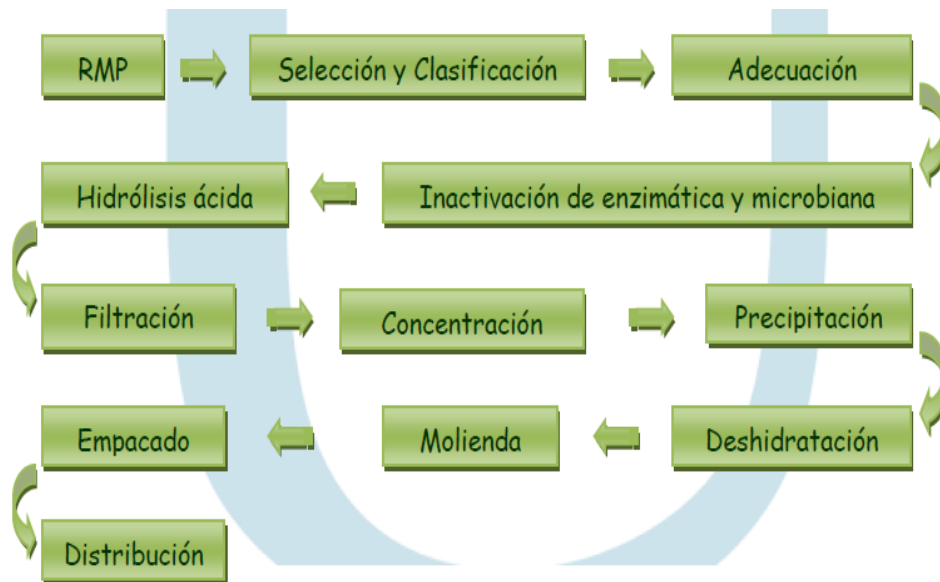 RMP
Selección y Clasificación
Adecuación
Inactivación de enzimática y microbiana
Hidrólisis ácida
Filtración
Concentración
Precipitación
Deshidratación
Molienda
Empacado
Distribución